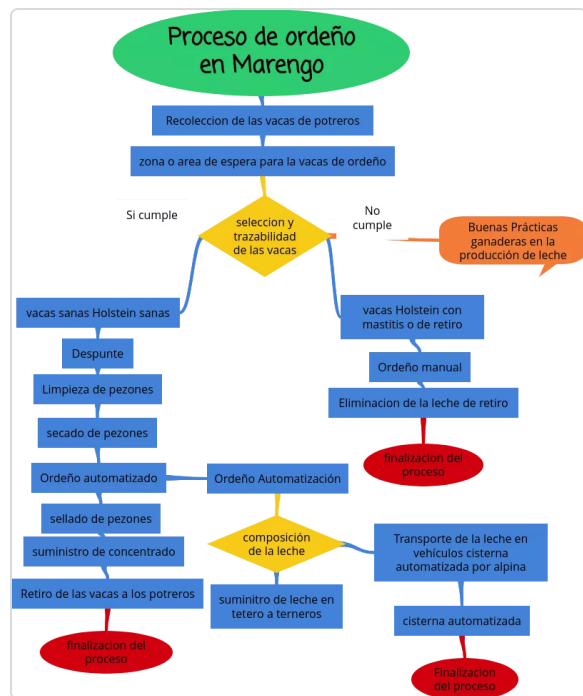 Proceso de ordeño
en Marengo
Recoleccion de las vacas de potreros
zona o area de espera para la vacas de ordeño
Si cumple
seleccion y
trazabilidad
de las vacas
No
cumple
Buenas Prácticas
ganaderas en la
producción de leche
vacas sanas Holstein sanas
Despunte
Limpieza de pezones
secado de pezones
Ordeño automatizado
sellado de pezones
suministro de concentrado
Retiro de las vacas a los potreros
finalizacion del
proceso
Ordeño Automatización
composición
de la leche
suminitro de leche en
tetero a terneros
Transporte de la leche en
vehículos cisterna
automatizada por alpina
cisterna automatizada
Finalizacion
del proceso
vacas Holstein con
mastitis o de retiro
Ordeño manual
Eliminacion de la leche de retiro
finalizacion del
proceso